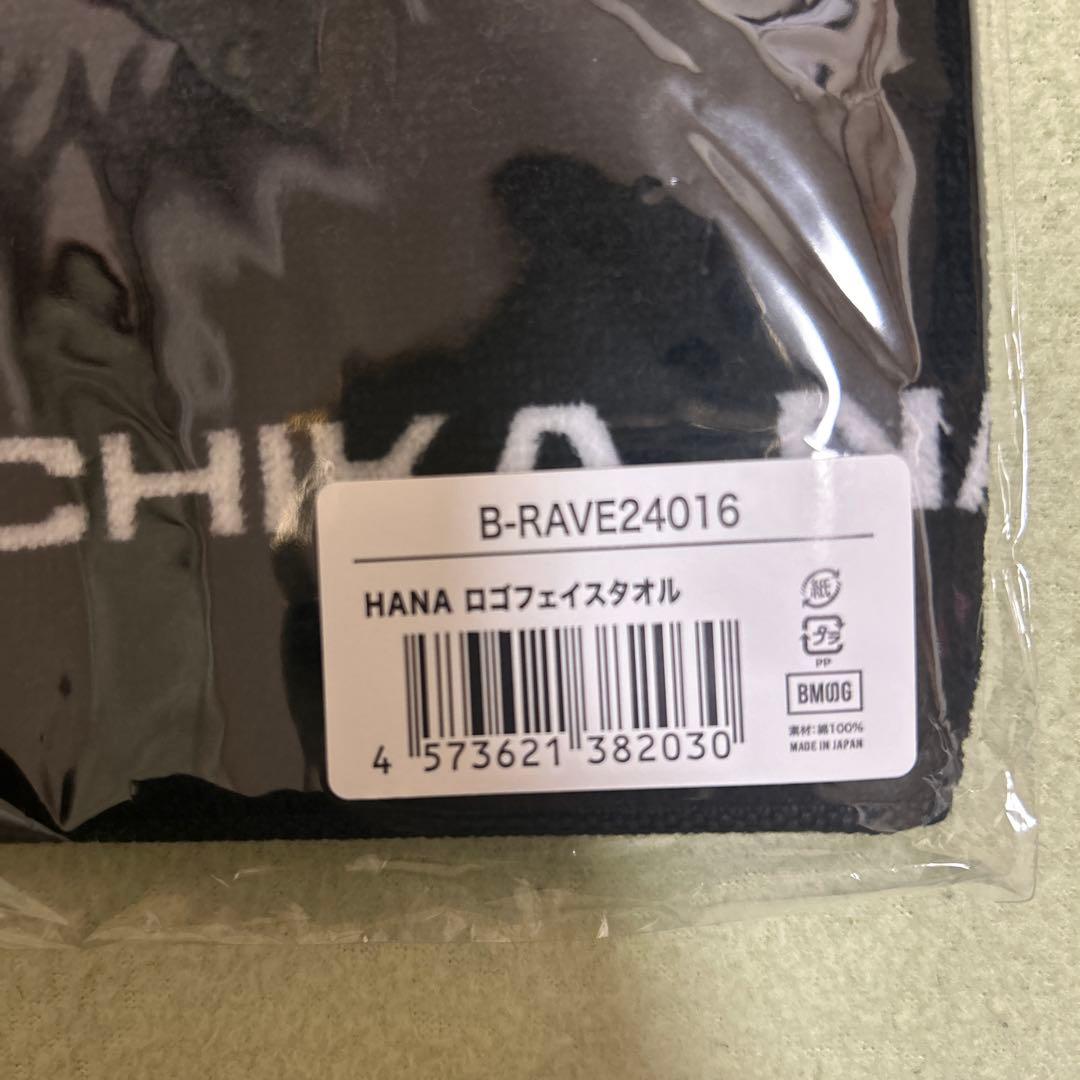 CHIKA NA
B-RAVE24016
HANA ロゴフェイスタオル
紙
プラ
PP
BMSG
素材:綿100%
MADE IN JAPAN
4 573621 382030